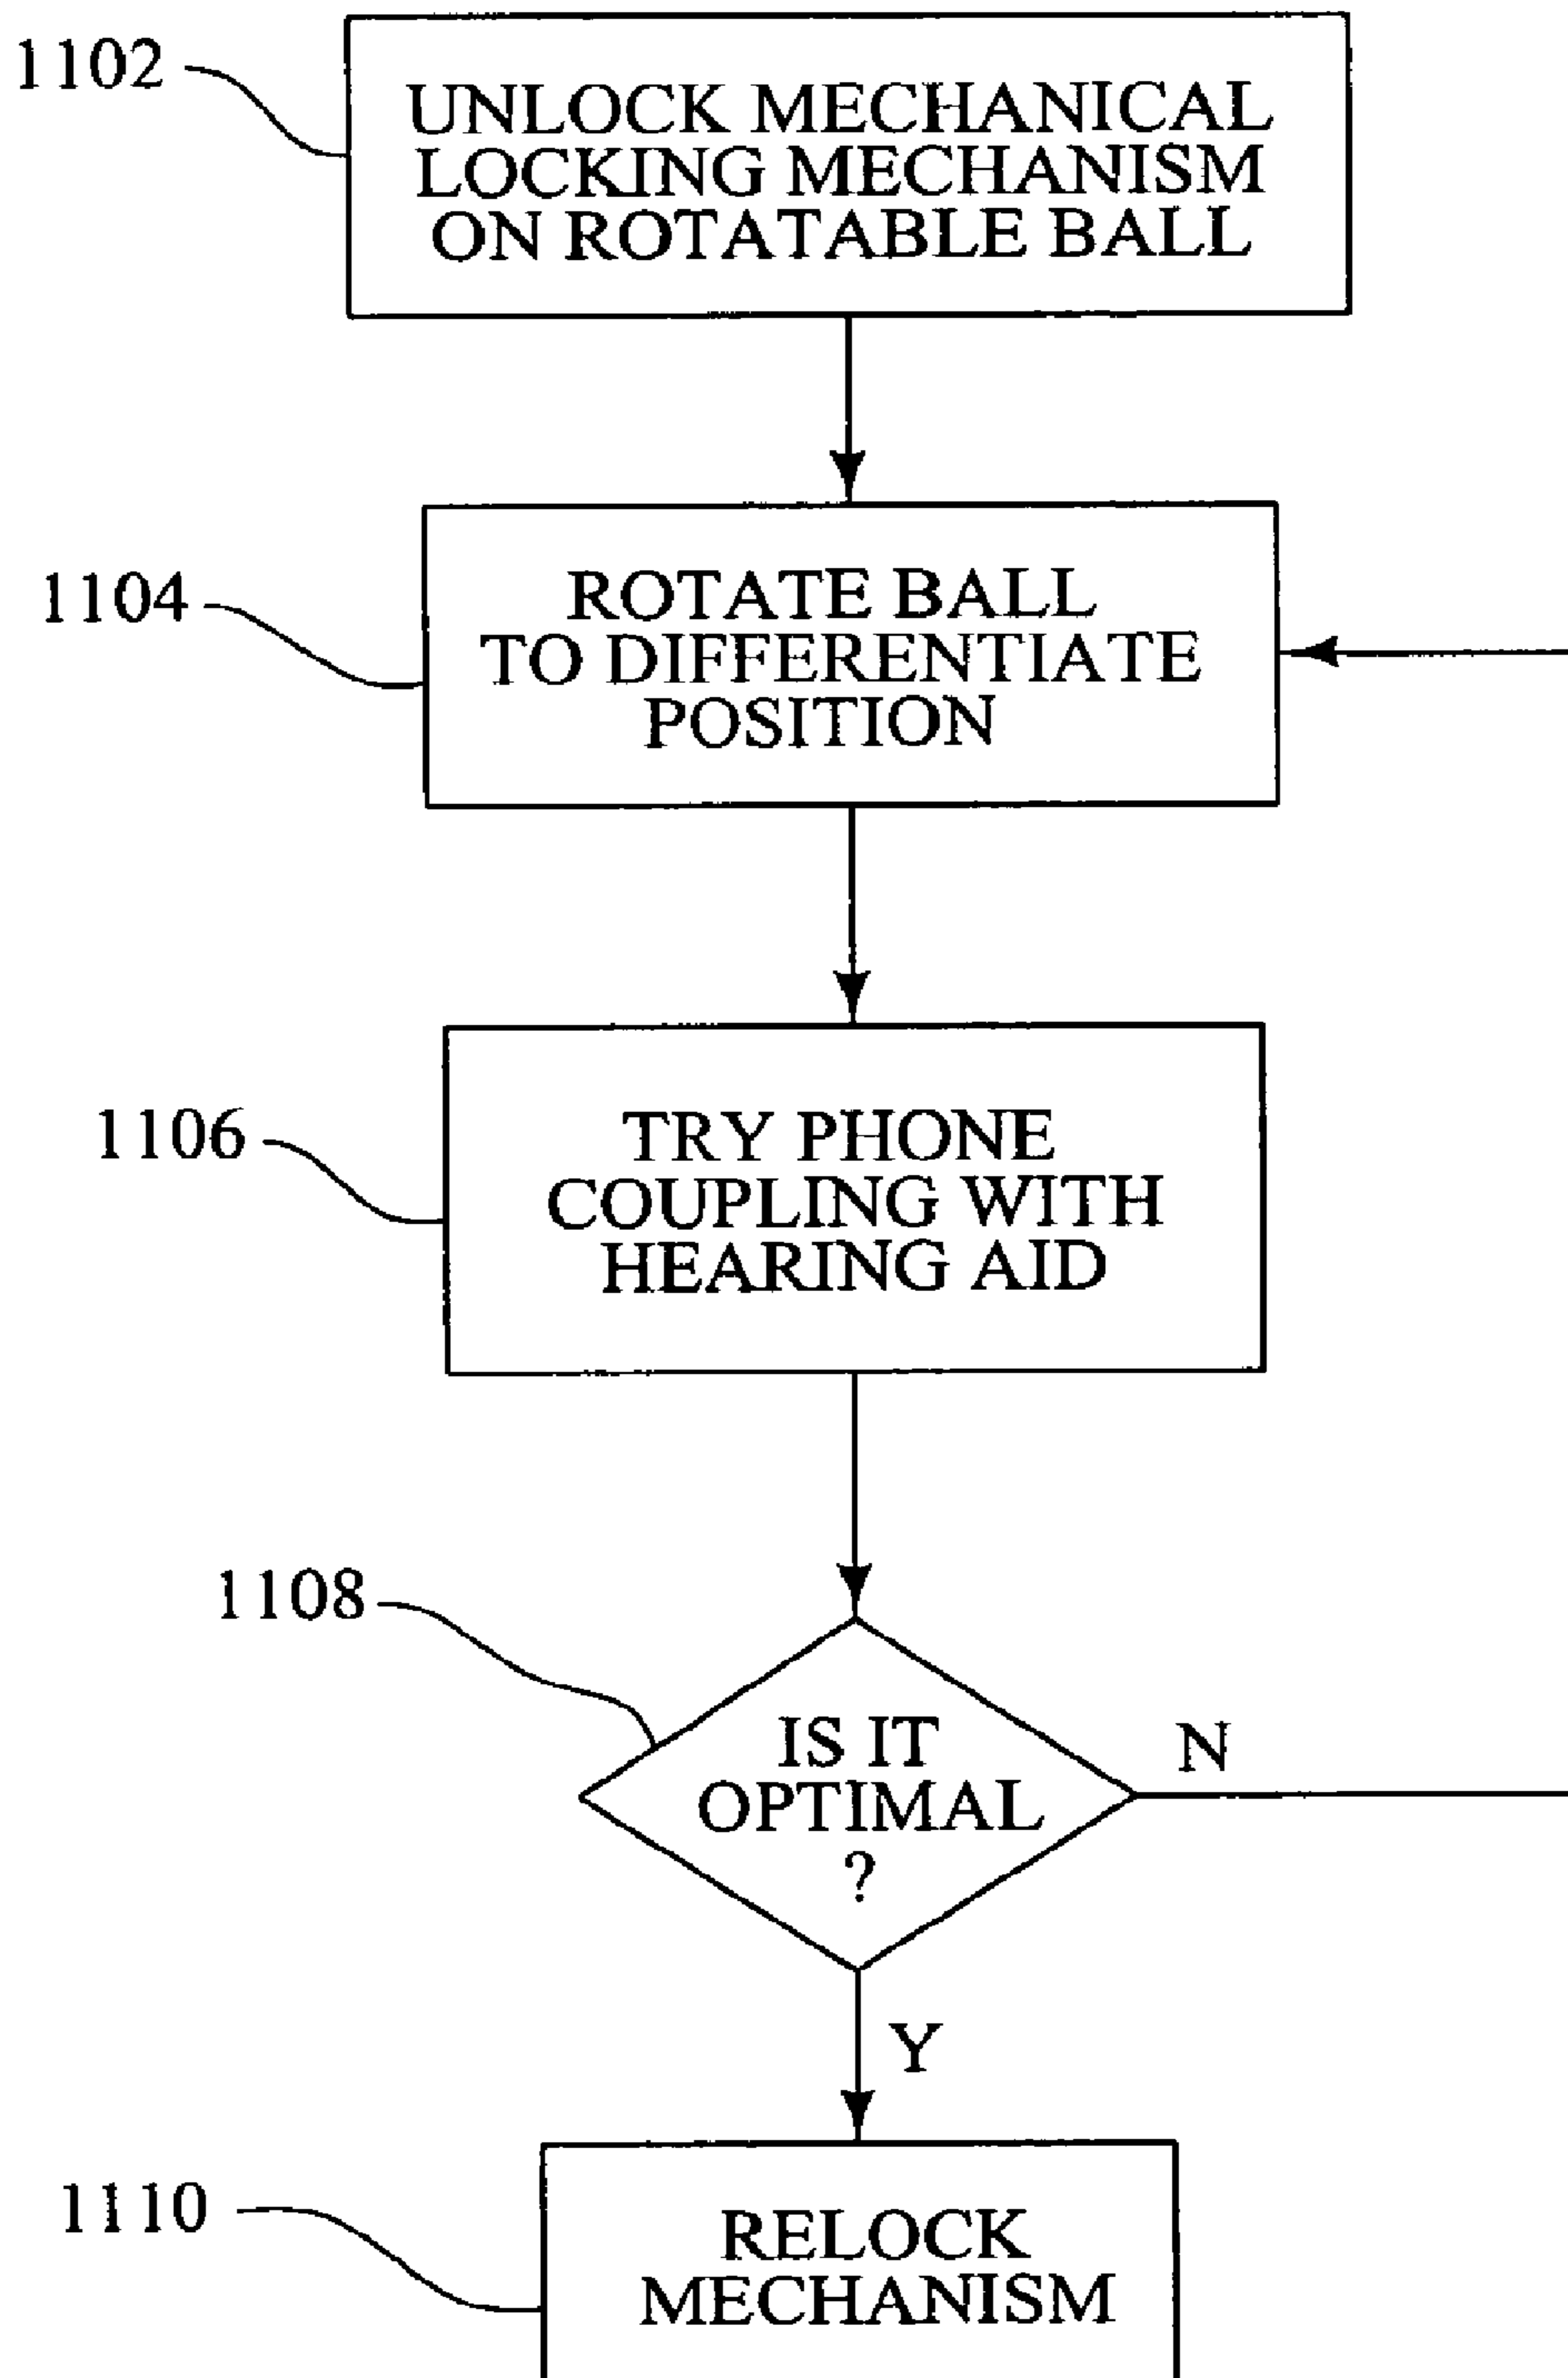 1102
UNLOCK MECHANICAL
LOCKING MECHANISM
ON ROTATABLE BALL
1104
ROTATE BALL
TO DIFFERENTIATE
POSITION
1106
TRY PHONE
COUPLING WITH
HEARING AID
1108
IS IT
OPTIMAL
?
N
Y
1110
RELOCK
MECHANISM